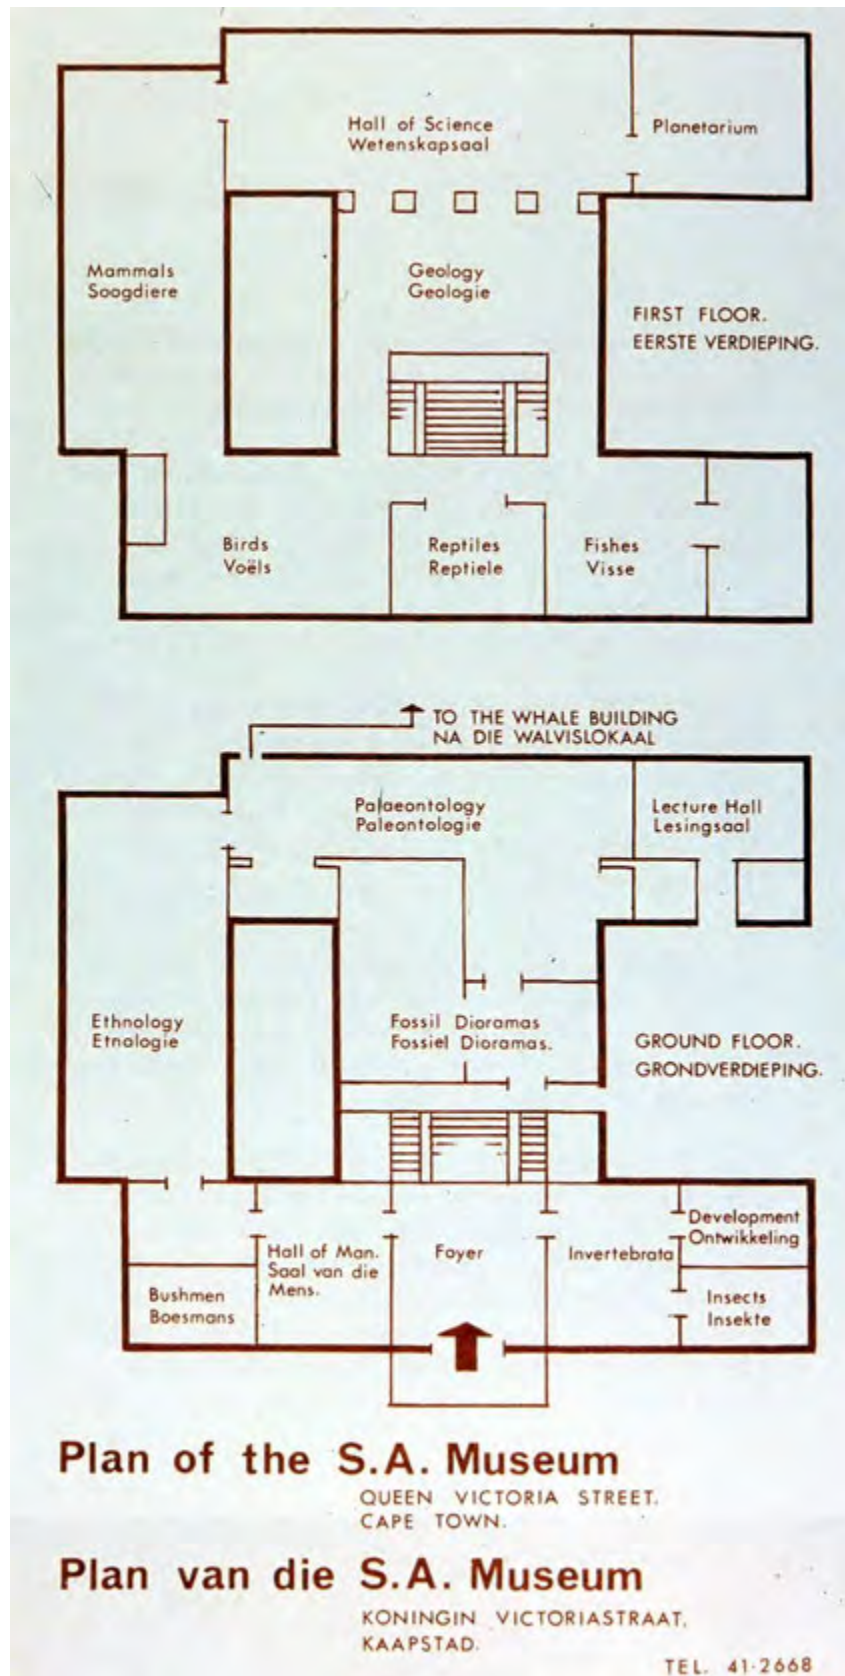 Hall of Science
Wetenskapsaal
Planetarium
Mammals
Soogdiere
Geology
Geologie
FIRST FLOOR.
EERSTE VERDIEPING.
Birds
Voëls
Reptiles
Reptiele
Fishes
Visse
TO THE WHALE BUILDING
NA DIE WALVISLOKAAL
Palaeontology
Paleontologie
Lecture Hall
Lesingsaal
Ethnology
Etnologie
Fossil Dioramas
Fossiel Dioramas.
GROUND FLOOR.
GRONDVERDIEPING.
Bushmen
Boesmans
Hall of Man.
Saal van die
Mens.
Foyer
Invertebrata
Development
Ontwikkeling
Insects
Insekte
Plan of the S.A. Museum
QUEEN VICTORIA STREET.
CAPE TOWN.
Plan van die S.A. Museum
KONINGIN VICTORIASTRAAT.
KAAPSTAD.
TEL. 41-2668